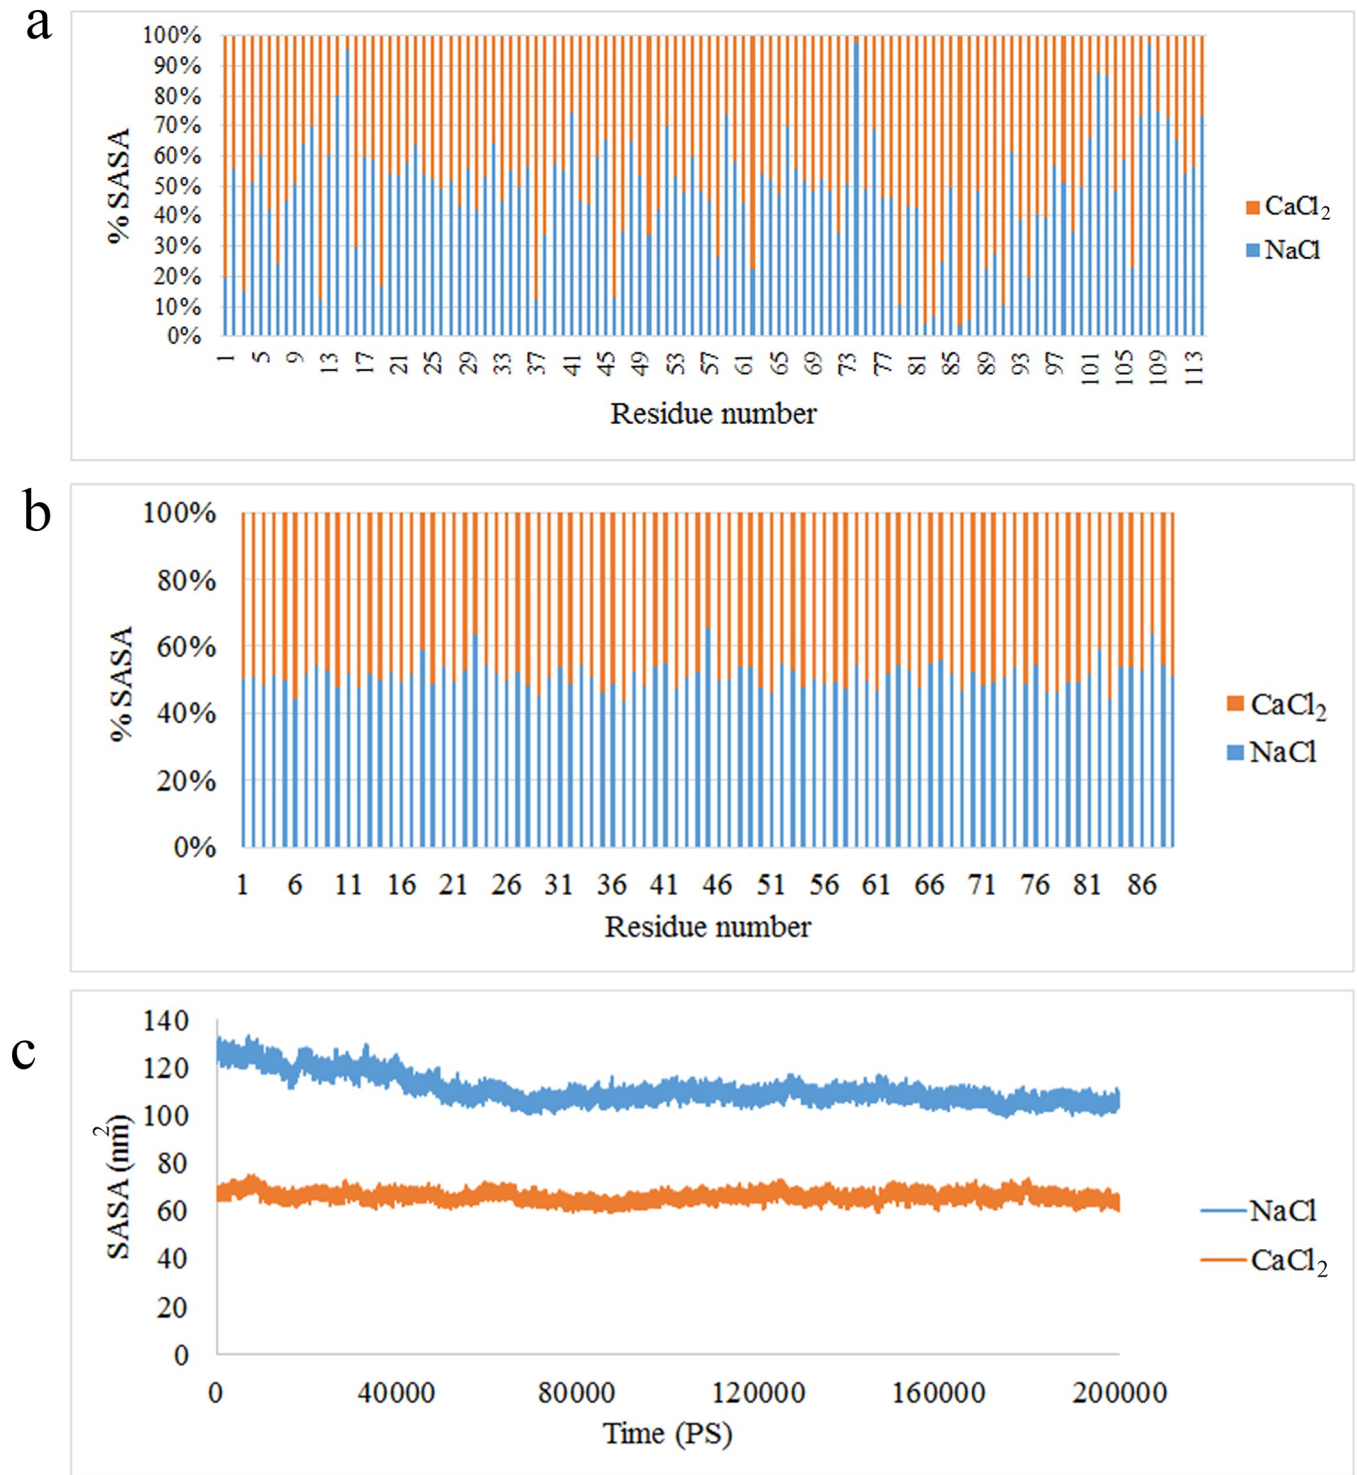 a
100%
90%
80%
70%
60%
50%
40%
30%
20%
10%
0%
% SASA
1 5 9 13 17 21 25 29 33 37 41 45 49 53 57 61 65 69 73 77 81 85 89 93 97 101 105 109 113
Residue number
CaCl₂
NaCl
b
100%
80%
60%
40%
20%
0%
% SASA
1 6 11 16 21 26 31 36 41 46 51 56 61 66 71 76 81 86
Residue number
CaCl₂
NaCl
c
140
120
100
80
60
40
20
0
SASA (nm²)
0 40000 80000 120000 160000 200000
Time (PS)
NaCl
CaCl₂